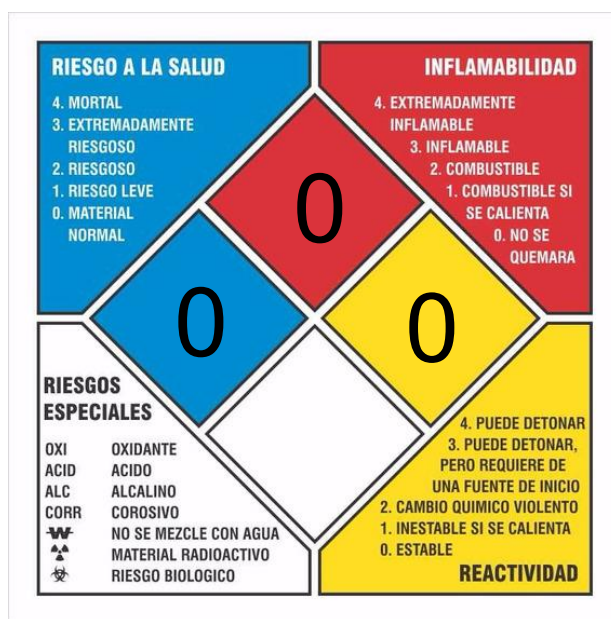 RIESGO A LA SALUD
4. MORTAL
3. EXTREMADAMENTE
RIESGOSO
2. RIESGOSO
1. RIESGO LEVE
0. MATERIAL
NORMAL
INFLAMABILIDAD
4. EXTREMADAMENTE
INFLAMABLE
3. INFLAMABLE
2. COMBUSTIBLE
1. COMBUSTIBLE SI
SE CALIENTA
0. NO SE
QUEMARA
0
0
0
RIESGOS
ESPECIALES
OXI OXIDANTE
ACID ACIDO
ALC ALCALINO
CORR COROSIVO
W NO SE MEZCLE CON AGUA
MATERIAL RADIOACTIVO
RIESGO BIOLOGICO
4. PUEDE DETONAR
3. PUEDE DETONAR,
PERO REQUIERE DE
UNA FUENTE DE INICIO
2. CAMBIO QUIMICO VIOLENTO
1. INESTABLE SI SE CALIENTA
0. ESTABLE
REACTIVIDAD